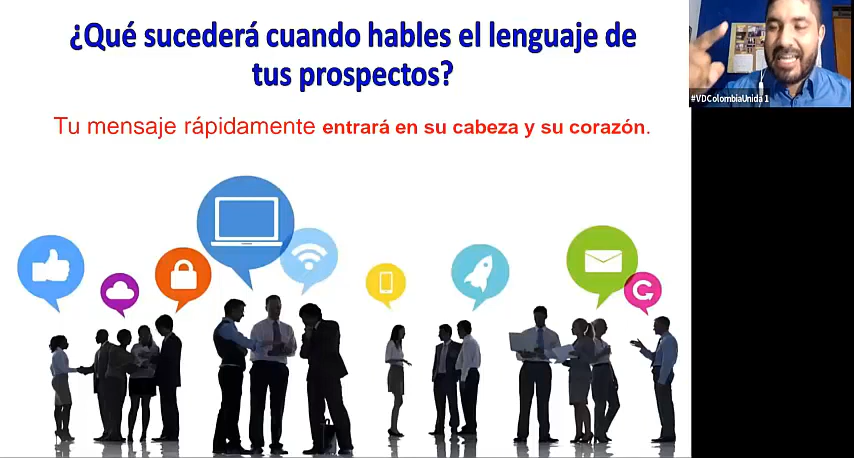 ¿Qué sucederá cuando hables el lenguaje de
tus prospectos?
Tu mensaje rápidamente entrará en su cabeza y su corazón.
#VDColombiaUnida 1